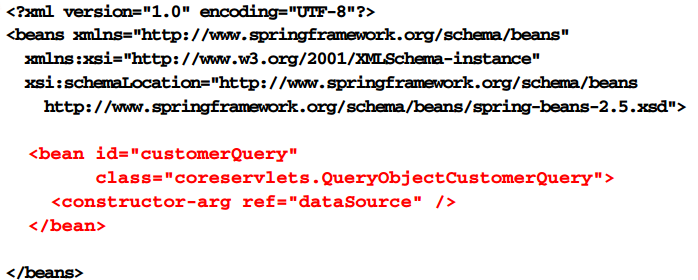 <?xml version="1.0" encoding="UTF-8"?>
<beans xmlns="http://www.springframework.org/schema/beans"
xmlns:xsi="http://www.w3.org/2001/XMLSchema-instance"
xsi:schemaLocation="http://www.springframework.org/schema/beans
http://www.springframework.org/schema/beans/spring-beans-2.5.xsd">
<bean id="customerQuery"
class="coreservlets.QueryObjectCustomerQuery">
<constructor-arg ref="dataSource" />
</bean>
</beans>